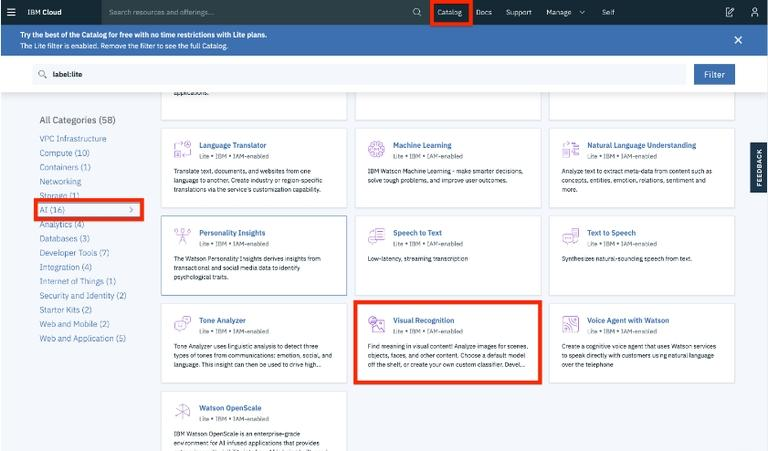 IBM Cloud
Search resources and offerings...
Catalog
Docs
Support
Manage
Self
Try the best of the Catalog for free with no time restrictions with Lite plans.
The Lite filter is enabled. Remove the filter to see the full Catalog.
label:lite
Filter
All Categories (58)
VPC Infrastructure
Compute (10)
Containers (1)
Networking
Storage (1)
AI (16)
Analytics (4)
Databases (3)
Developer Tools (7)
Integration (4)
Internet of Things (1)
Security and Identity (2)
Starter Kits (2)
Web and Mobile (2)
Web and Application (5)
applications.
Language Translator
Lite • IBM • IAM-enabled
Translate text, documents, and websites from one
language to another. Create industry or region-specific
translations via the service's customization capability.
Machine Learning
Lite • IBM • IAM-enabled
IBM Watson Machine Learning - make smarter decisions,
solve tough problems, and improve user outcomes.
Natural Language Understanding
Lite • IBM • IAM-enabled
Analyze text to extract meta-data from content such as
concepts, entities, emotion, relations, sentiment and
more.
Personality Insights
Lite • IBM • IAM-enabled
The Watson Personality Insights derives insights from
transactional and social media data to identify
psychological traits.
Speech to Text
Lite • IBM • IAM-enabled
Low-latency, streaming transcription
Text to Speech
Lite • IBM • IAM-enabled
Synthesizes natural-sounding speech from text.
Tone Analyzer
Lite • IBM • IAM-enabled
Tone Analyzer uses linguistic analysis to detect three
types of tones from communications: emotion, social, and
language. This insight can then be used to drive high...
Visual Recognition
Lite • IBM • IAM-enabled
Find meaning in visual content! Analyze images for scenes,
objects, faces, and other content. Choose a default model
off the shelf, or create your own custom classifier. Devel...
Voice Agent with Watson
Lite • IBM • IAM-enabled
Create a cognitive voice agent that uses Watson services
to speak directly with customers using natural language
over the telephone
Watson OpenScale
Lite • IBM • IAM-enabled
IBM Watson OpenScale is an enterprise-grade
environment for AI infused applications that provides
FEEDBACK